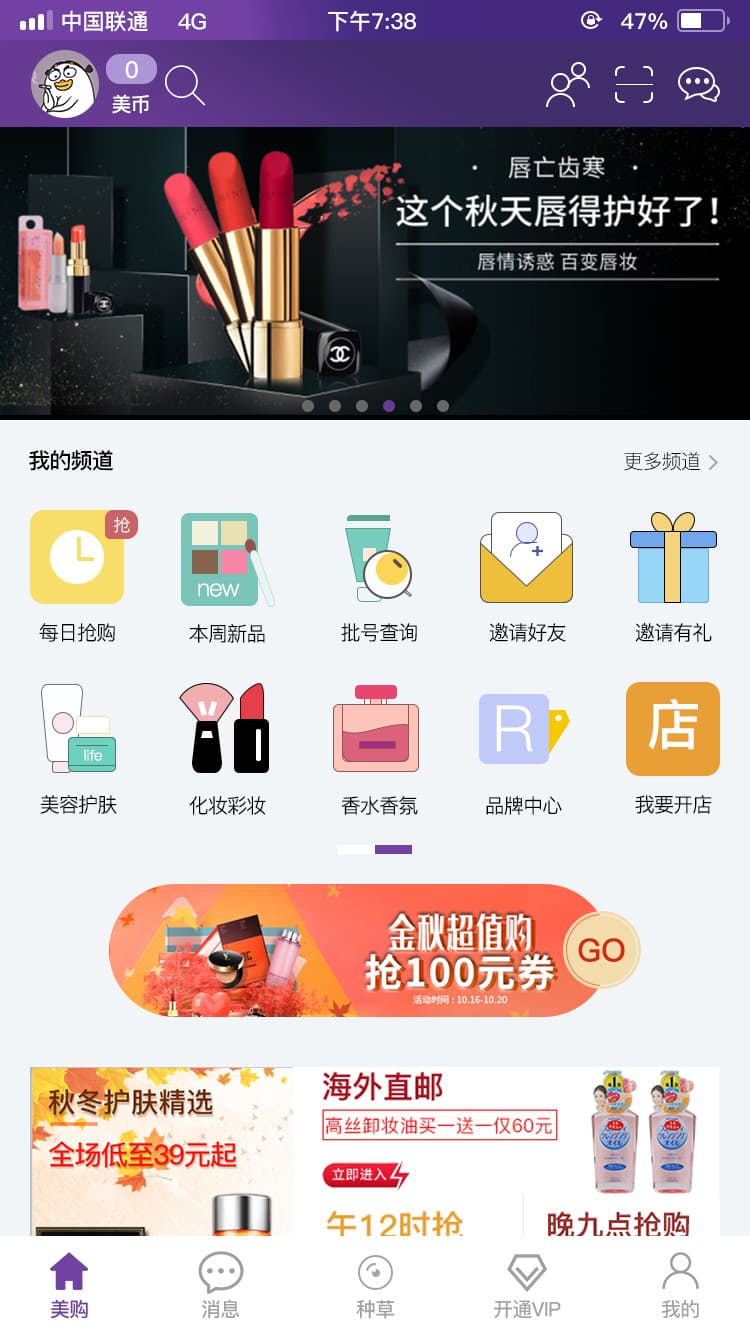 中国联通 4G 下午7:38 47%
0
美币
· 唇亡齿寒 ·
这个秋天唇得护好了!
唇情诱惑 百变唇妆
我的频道
更多频道
抢
new
每日抢购
本周新品
批号查询
邀请好友
邀请有礼
life
R
店
美容护肤
化妆彩妆
香水香氛
品牌中心
我要开店
金秋超值购
抢100元券
活动时间:10.16-10.20
GO
秋冬护肤精选
全场低至39元起
海外直邮
高丝卸妆油买一送一仅60元
立即进入
午12时抢
晚九点抢购
美购
消息
种草
开通VIP
我的